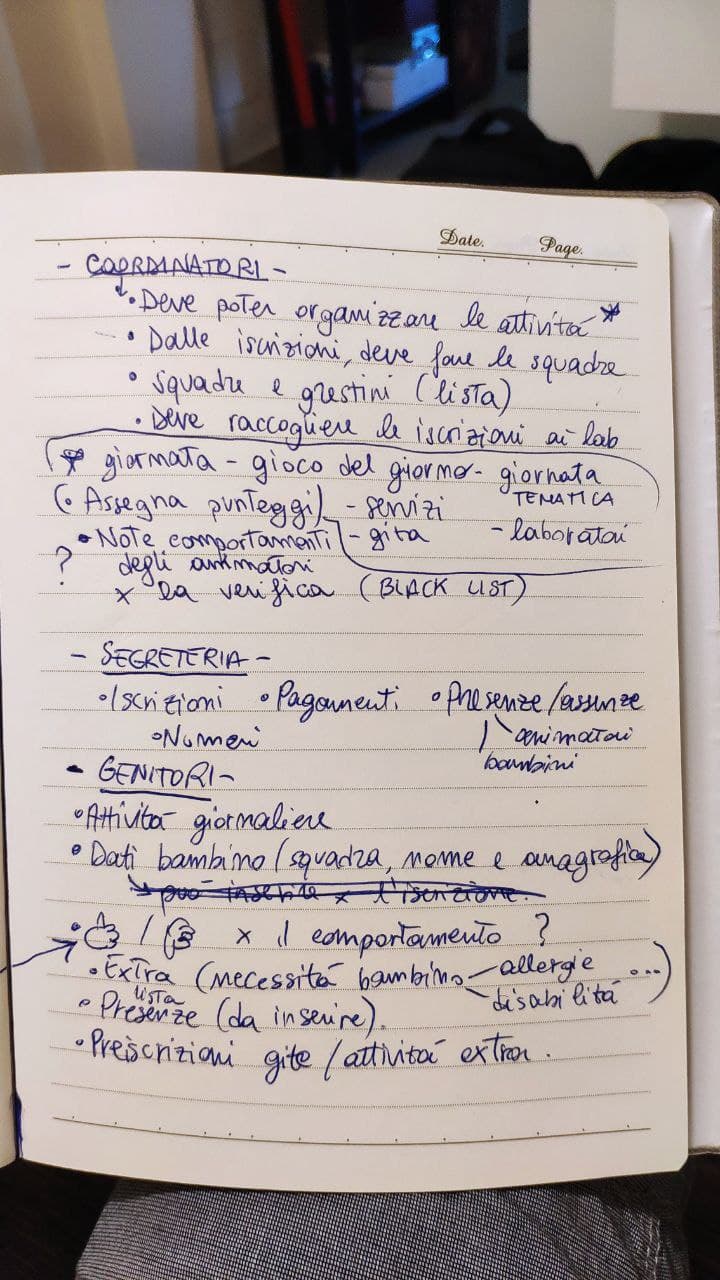 Date. Page.
- COORDINATORI -
• Deve poter organizzare le attività *
• Dalle iscrizioni, deve fare le squadre
• squadre e grestini (lista)
• Deve raccogliere le iscrizioni ai lab
* giornata - gioco del giorno - giornata
TEMATICA
(• Assegna punteggi) - servizi
• Note comportamenti - gita - laboratori
? degli animatori
x la verifica (BLACK LIST)
- SEGRETERIA -
• Iscrizioni • Pagamenti • Presenze/assenze
• Numeri animatori
bambini
- GENITORI -
• Attività giornaliere
• Dati bambino (squadra, nome e anagrafica)
può inserire x l'iscrizione.
• 👍 / 👎 x il comportamento ?
• Extra (necessità bambino - allergie ...)
disabilità
lista
• Presenze (da inserire).
• Preiscrizioni gite / attività extra.